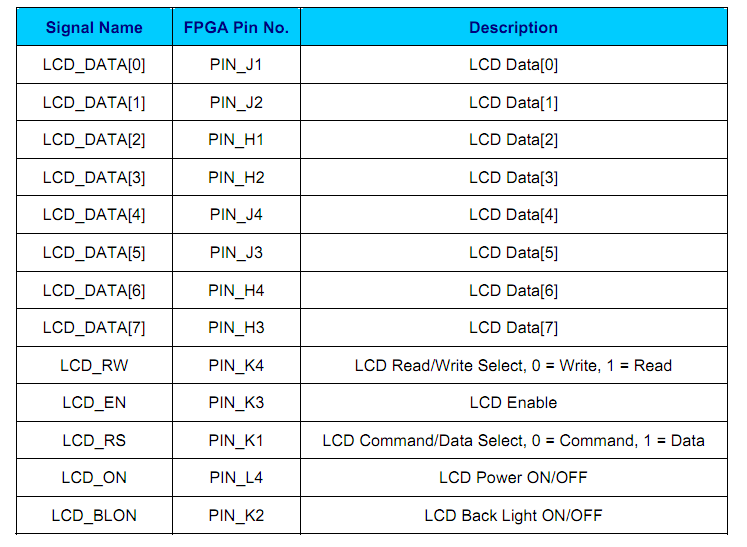 Signal Name FPGA Pin No. Description
LCD_DATA[0] PIN_J1 LCD Data[0]
LCD_DATA[1] PIN_J2 LCD Data[1]
LCD_DATA[2] PIN_H1 LCD Data[2]
LCD_DATA[3] PIN_H2 LCD Data[3]
LCD_DATA[4] PIN_J4 LCD Data[4]
LCD_DATA[5] PIN_J3 LCD Data[5]
LCD_DATA[6] PIN_H4 LCD Data[6]
LCD_DATA[7] PIN_H3 LCD Data[7]
LCD_RW PIN_K4 LCD Read/Write Select, 0 = Write, 1 = Read
LCD_EN PIN_K3 LCD Enable
LCD_RS PIN_K1 LCD Command/Data Select, 0 = Command, 1 = Data
LCD_ON PIN_L4 LCD Power ON/OFF
LCD_BLON PIN_K2 LCD Back Light ON/OFF